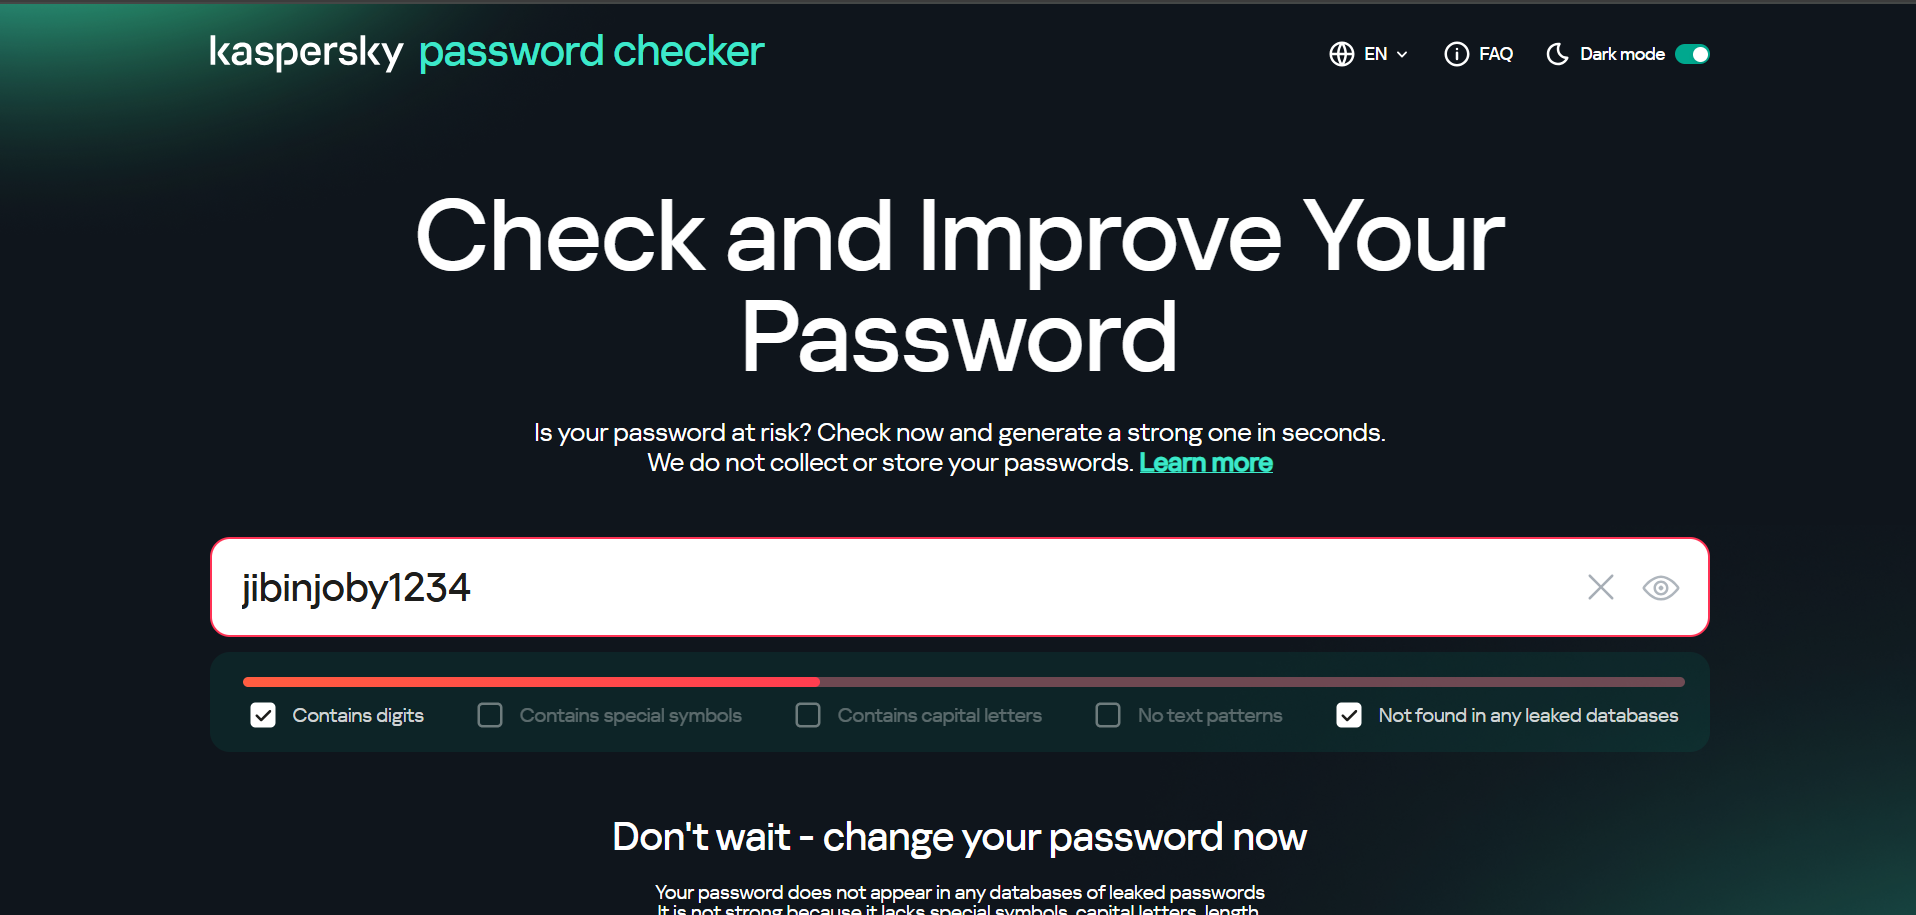 kaspersky password checker
EN
FAQ
Dark mode
Check and Improve Your
Password
Is your password at risk? Check now and generate a strong one in seconds.
We do not collect or store your passwords. Learn more
jibinjoby1234
Contains digits
Contains special symbols
Contains capital letters
No text patterns
Not found in any leaked databases
Don't wait - change your password now
Your password does not appear in any databases of leaked passwords
It is not strong because it lacks special symbols, capital letters, length